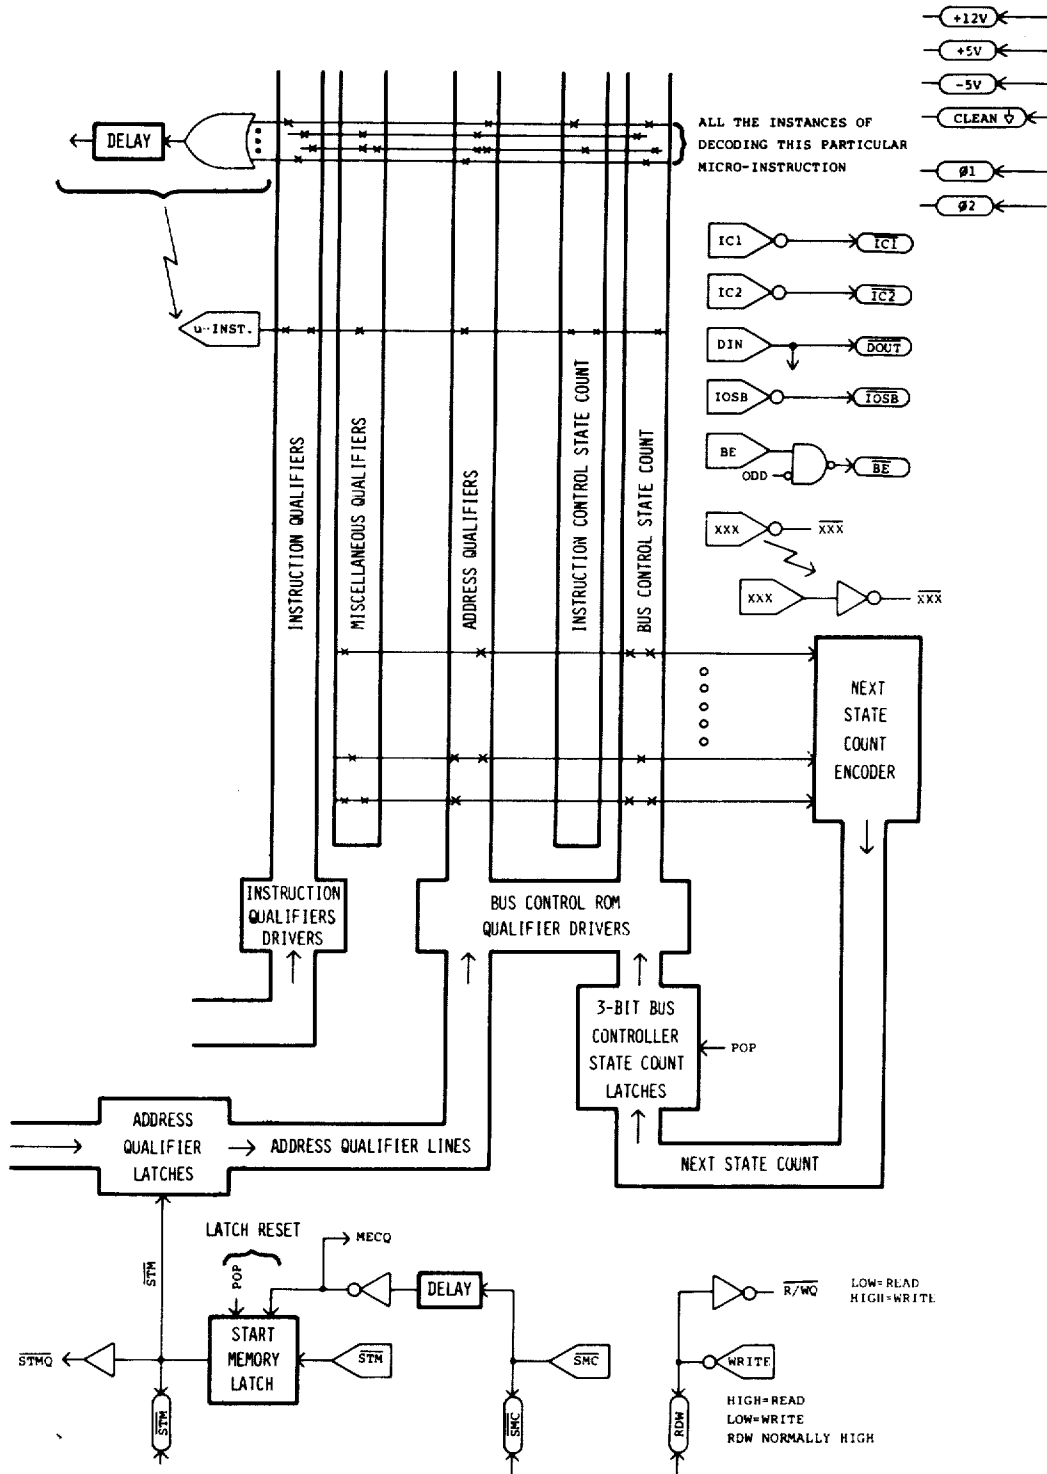 +12V
+5V
-5V
CLEAN
ø1
ø2
DELAY
ALL THE INSTANCES OF
DECODING THIS PARTICULAR
MICRO-INSTRUCTION
IC1
IC1
IC2
IC2
u-INST.
DIN
DOUT
IOSB
IOSB
BE
ODD
BE
XXX
XXX
XXX
XXX
INSTRUCTION QUALIFIERS
MISCELLANEOUS QUALIFIERS
ADDRESS QUALIFIERS
INSTRUCTION CONTROL STATE COUNT
BUS CONTROL STATE COUNT
NEXT
STATE
COUNT
ENCODER
INSTRUCTION
QUALIFIERS
DRIVERS
BUS CONTROL ROM
QUALIFIER DRIVERS
3-BIT BUS
CONTROLLER
STATE COUNT
LATCHES
POP
ADDRESS
QUALIFIER
LATCHES
ADDRESS QUALIFIER LINES
NEXT STATE COUNT
STM
LATCH RESET
POP
MECQ
DELAY
R/WQ
LOW=READ
HIGH=WRITE
STMQ
START
MEMORY
LATCH
STM
SMC
WRITE
STM
SMC
RDW
HIGH=READ
LOW=WRITE
RDW NORMALLY HIGH